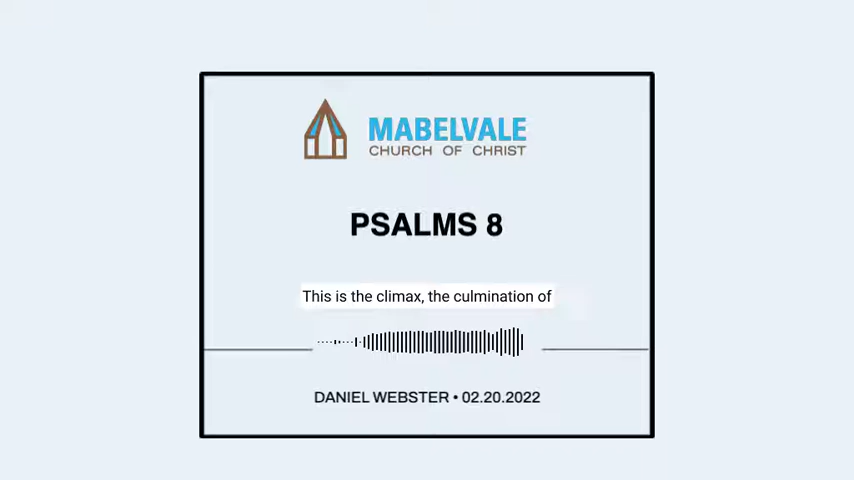 MABELVALE
CHURCH OF CHRIST
PSALMS 8
This is the climax, the culmination of
DANIEL WEBSTER • 02.20.2022